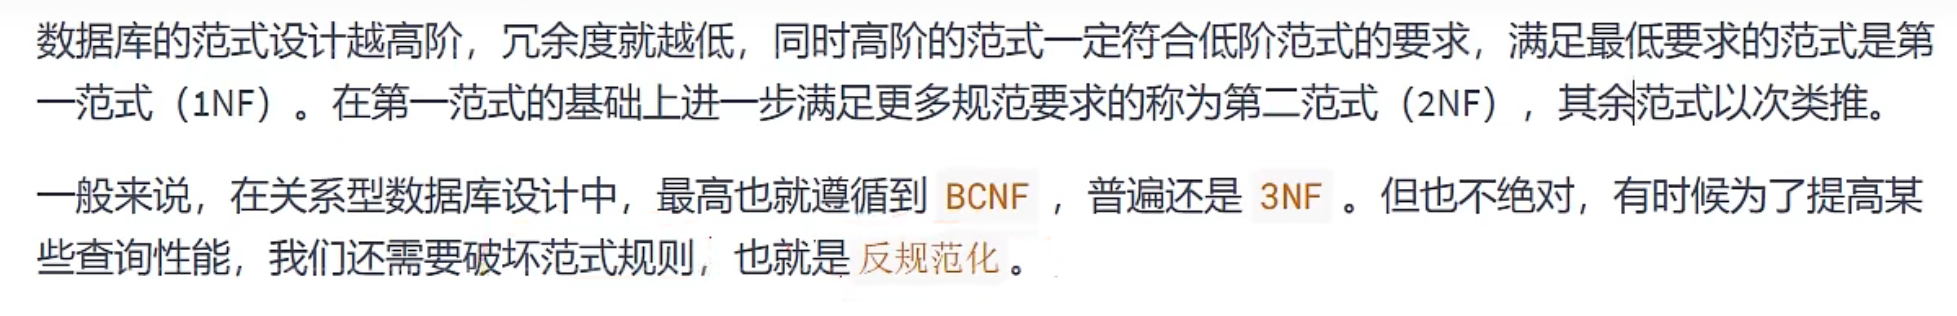 数据库的范式设计越高阶，冗余度就越低，同时高阶的范式一定符合低阶范式的要求，满足最低要求的范式是第
一范式（1NF）。在第一范式的基础上进一步满足更多规范要求的称为第二范式（2NF），其余范式以次类推。
一般来说，在关系型数据库设计中，最高也就遵循到 BCNF ，普遍还是 3NF 。但也不绝对，有时候为了提高某
些查询性能，我们还需要破坏范式规则，也就是 反规范化 。